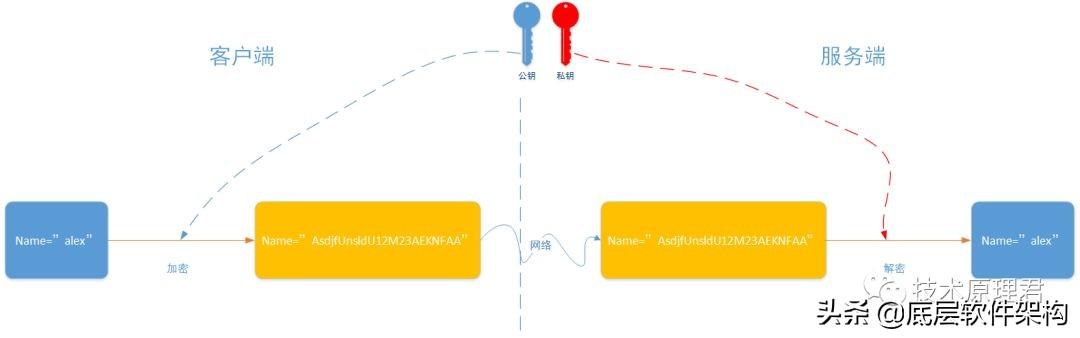 客户端
服务端
公钥
私钥
Name=”alex”
Name=”AsdjfUnsldU12M23AEKNFAA”
网络
Name=”AsdjfUnsldU12M23AEKNFAA”
Name=”alex”
加密
解密
技术原理君
头条 @底层软件架构